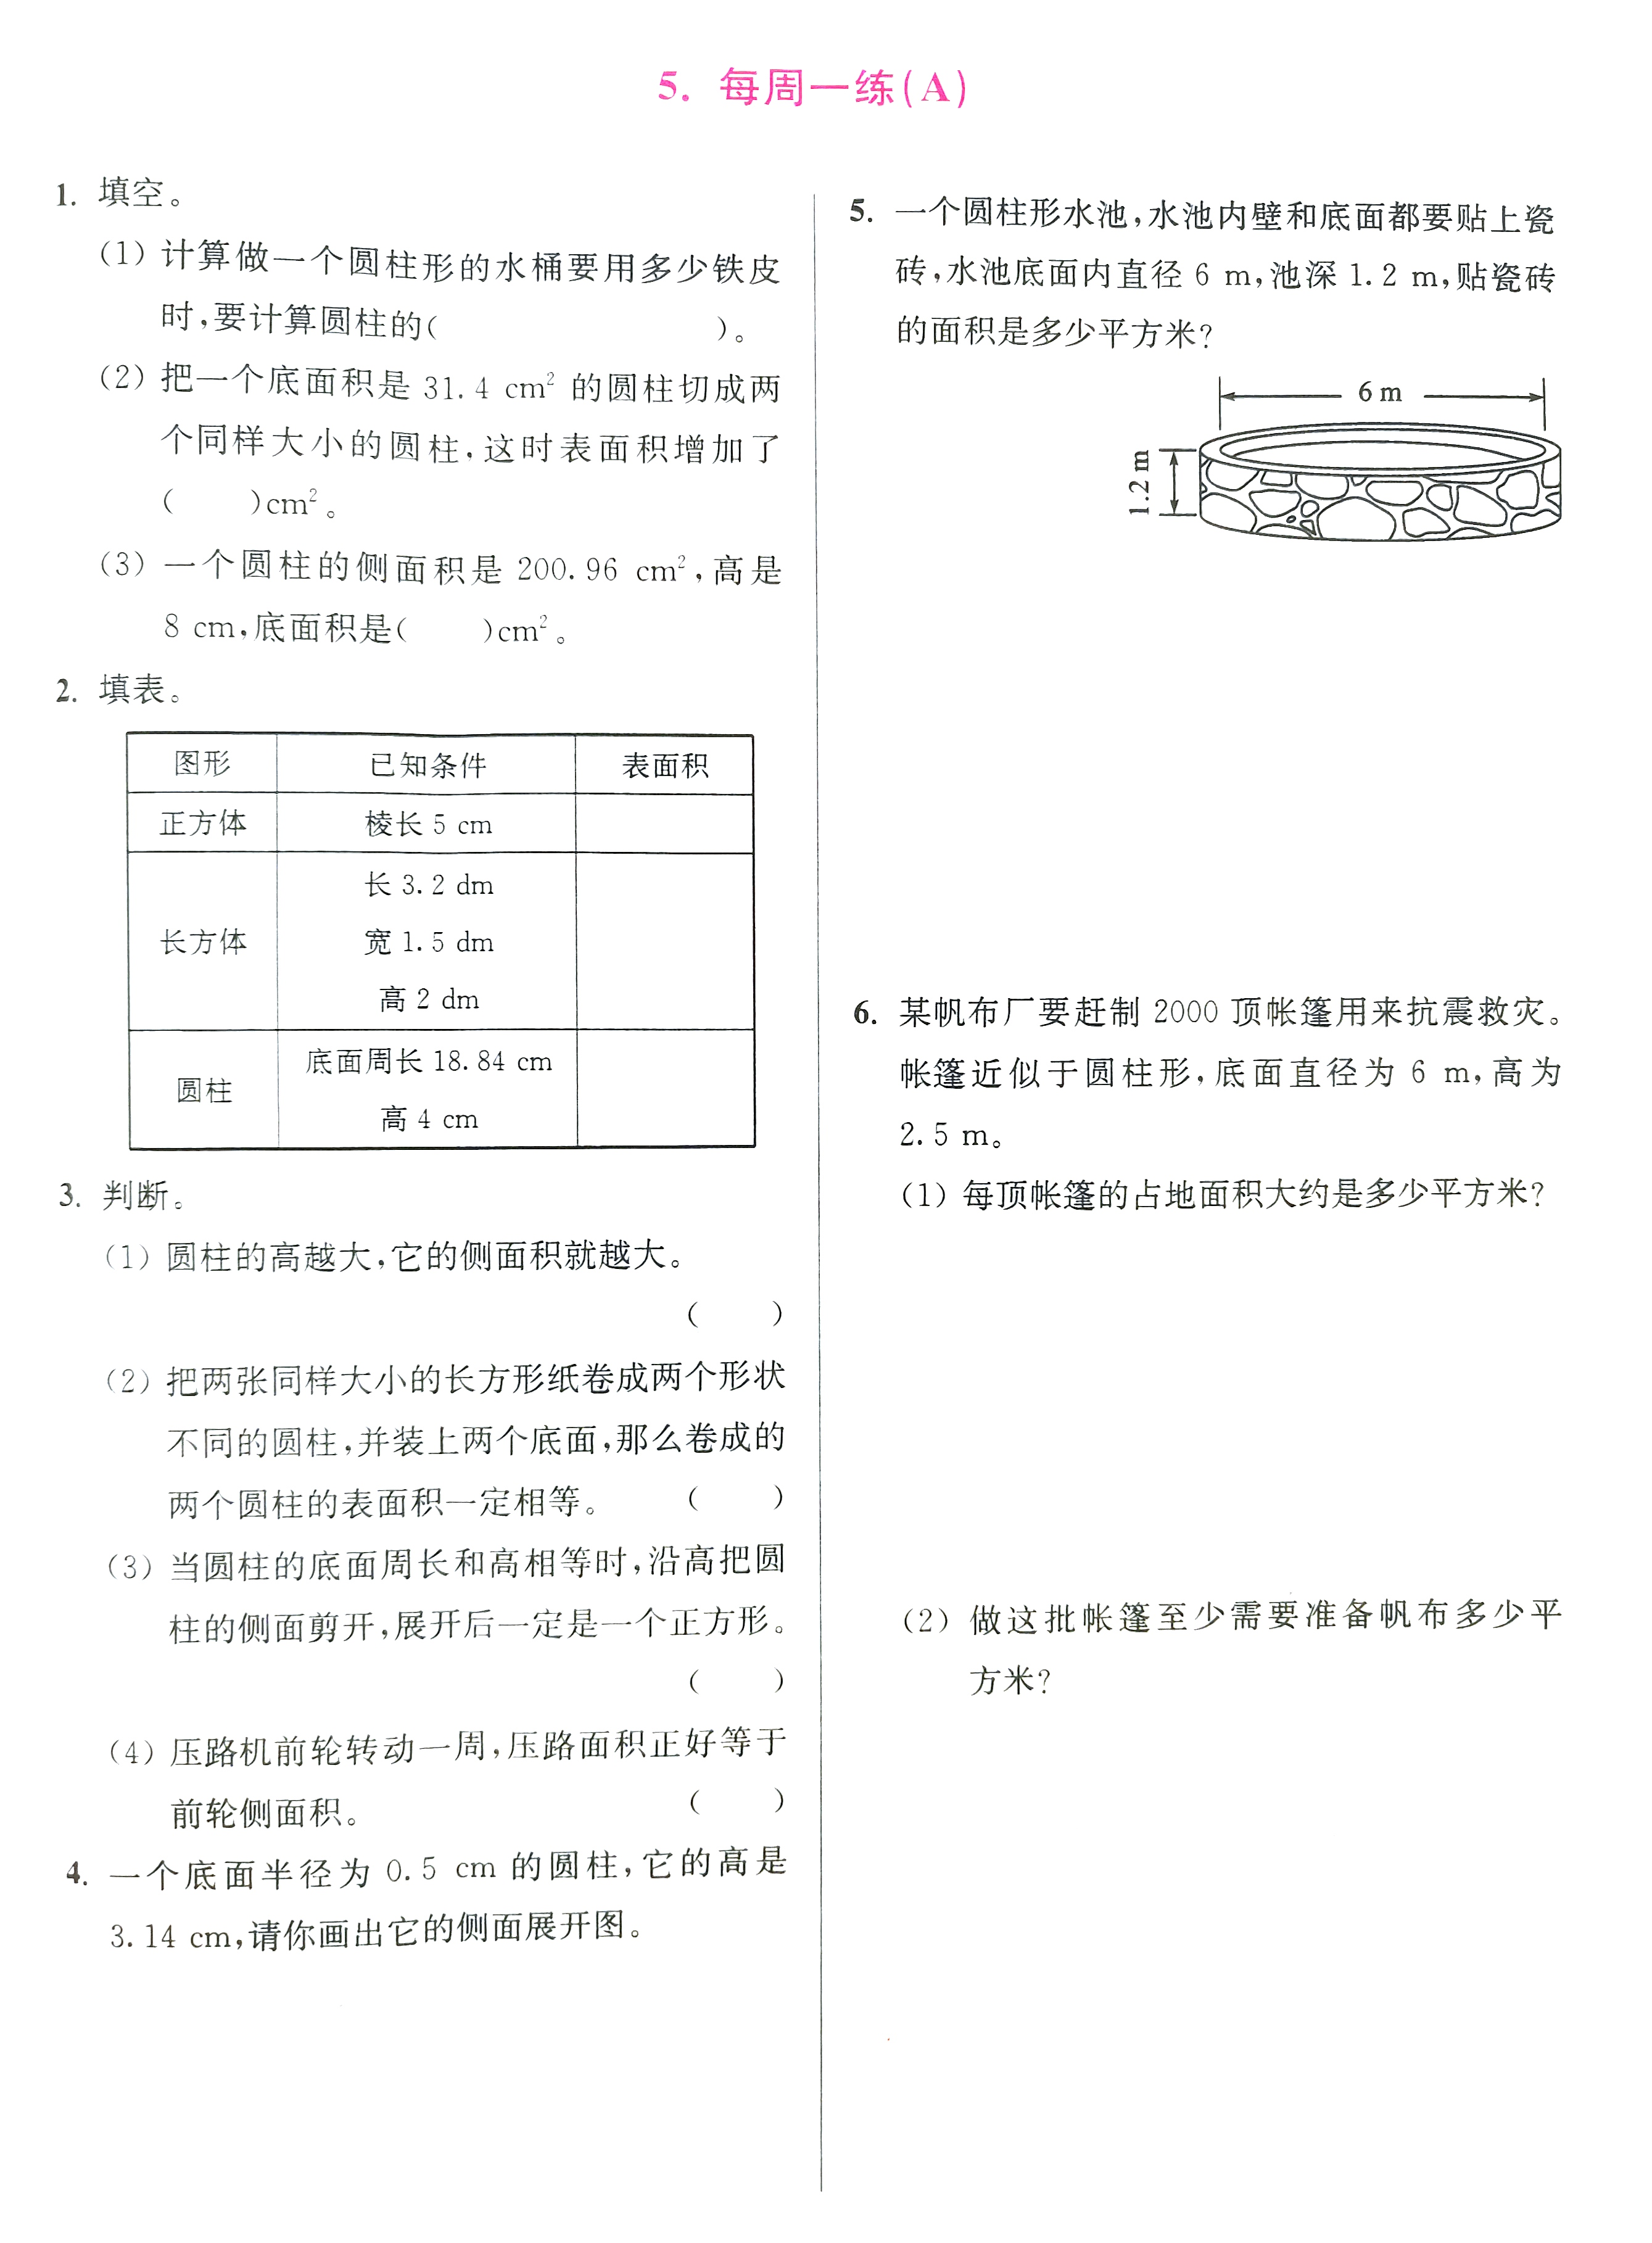 5. 每周一练(A)
1. 填空。
(1) 计算做一个圆柱形的水桶要用多少铁皮
时,要计算圆柱的( )。
(2) 把一个底面积是 31.4 cm² 的圆柱切成两
个同样大小的圆柱,这时表面积增加了
( )cm²。
(3) 一个圆柱的侧面积是 200.96 cm²,高是
8 cm,底面积是( )cm²。
2. 填表。
图形 已知条件 表面积
正方体 棱长 5 cm
长 3.2 dm
长方体 宽 1.5 dm
高 2 dm
底面周长 18.84 cm
圆柱
高 4 cm
3. 判断。
(1) 圆柱的高越大,它的侧面积就越大。
( )
(2) 把两张同样大小的长方形纸卷成两个形状
不同的圆柱,并装上两个底面,那么卷成的
两个圆柱的表面积一定相等。 ( )
(3) 当圆柱的底面周长和高相等时,沿高把圆
柱的侧面剪开,展开后一定是一个正方形。
( )
(4) 压路机前轮转动一周,压路面积正好等于
前轮侧面积。 ( )
4. 一个底面半径为 0.5 cm 的圆柱,它的高是
3.14 cm,请你画出它的侧面展开图。
5. 一个圆柱形水池,水池内壁和底面都要贴上瓷
砖,水池底面内直径 6 m,池深 1.2 m,贴瓷砖
的面积是多少平方米?
6 m
1.2 m
6. 某帆布厂要赶制 2000 顶帐篷用来抗震救灾。
帐篷近似于圆柱形,底面直径为 6 m,高为
2.5 m。
(1) 每顶帐篷的占地面积大约是多少平方米?
(2) 做这批帐篷至少需要准备帆布多少平
方米?